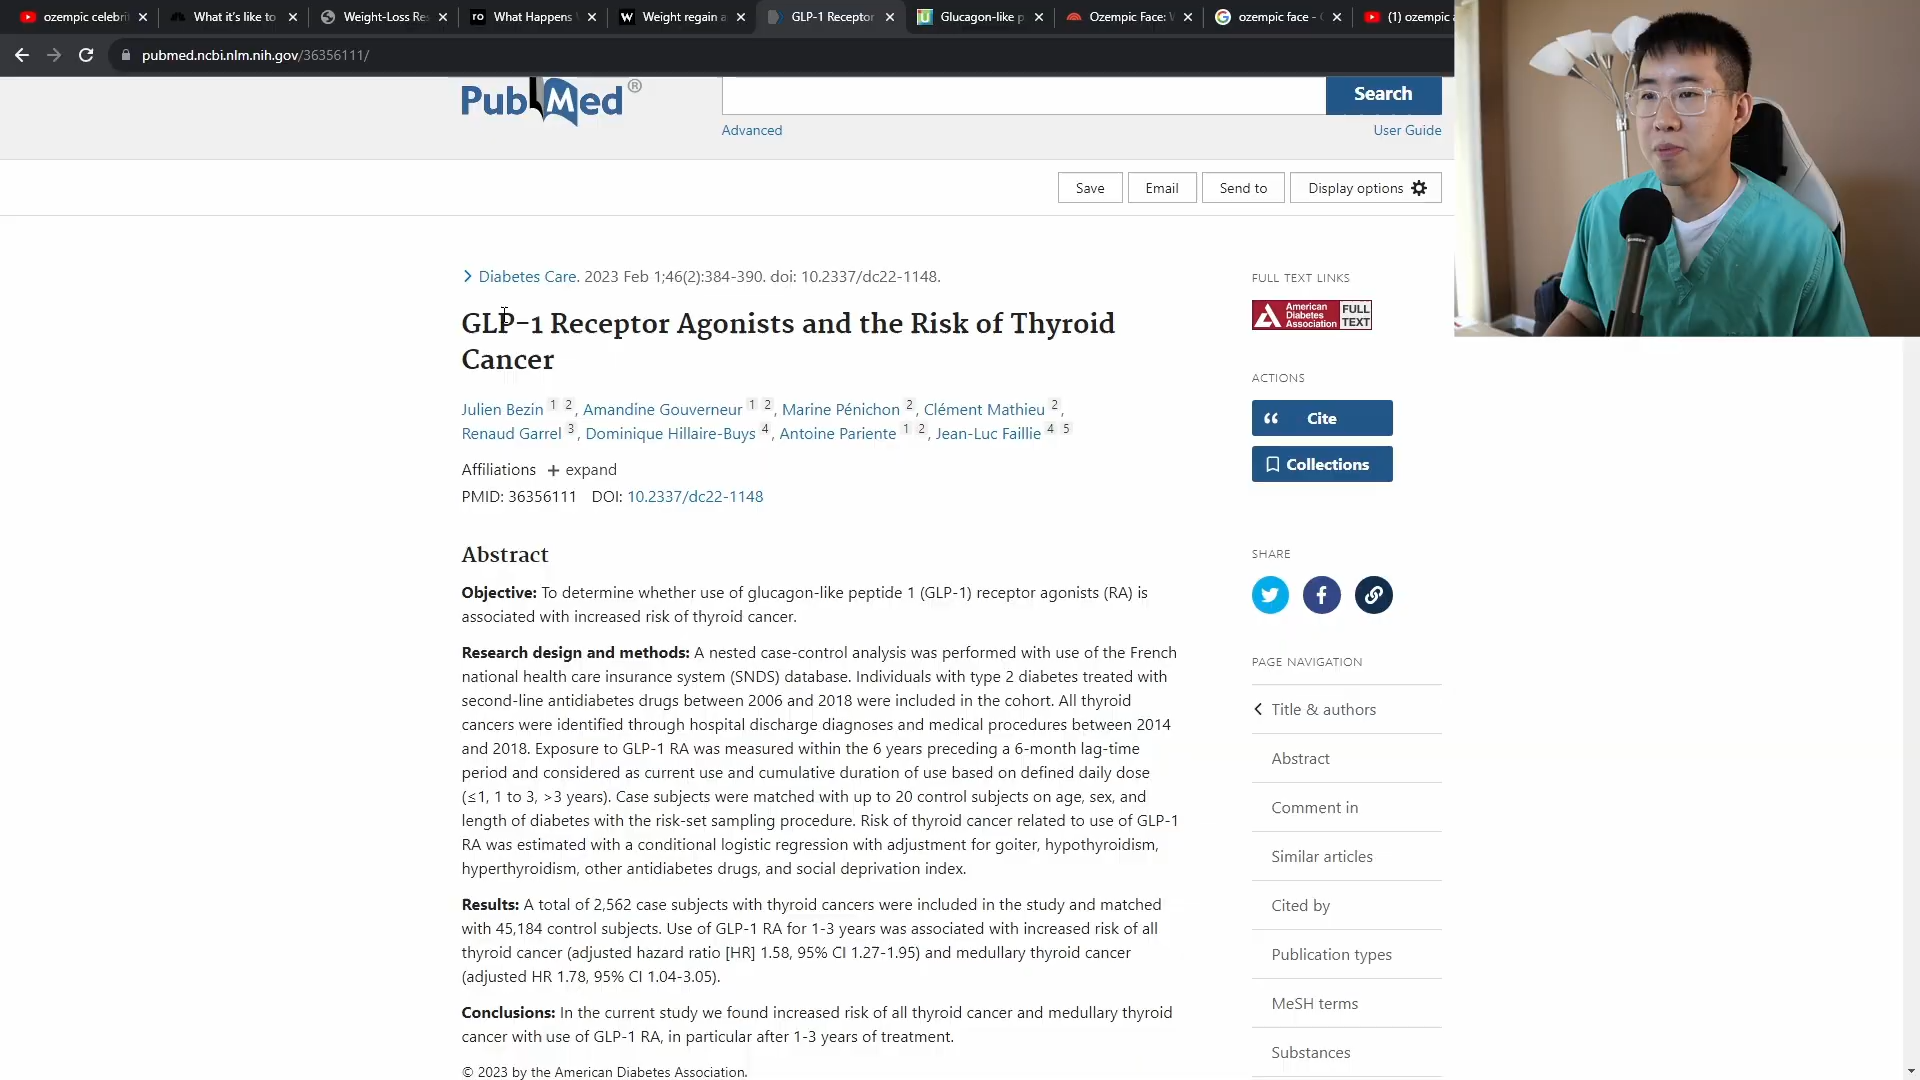 ozempic celebri
What it's like to
Weight-Loss Re
What Happens
Weight regain a
GLP-1 Receptor
Glucagon-like p
Ozempic Face:
ozempic face -
(1) ozempic
pubmed.ncbi.nlm.nih.gov/36356111/
PubMed®
Search
Advanced
User Guide
Save
Email
Send to
Display options
Diabetes Care. 2023 Feb 1;46(2):384-390. doi: 10.2337/dc22-1148.
GLP-1 Receptor Agonists and the Risk of Thyroid
Cancer
Julien Bezin 1 2, Amandine Gouverneur 1 2, Marine Pénichon 2, Clément Mathieu 2,
Renaud Garrel 3, Dominique Hillaire-Buys 4, Antoine Pariente 1 2, Jean-Luc Faillie 4 5
Affiliations + expand
PMID: 36356111 DOI: 10.2337/dc22-1148
Abstract
Objective: To determine whether use of glucagon-like peptide 1 (GLP-1) receptor agonists (RA) is
associated with increased risk of thyroid cancer.
Research design and methods: A nested case-control analysis was performed with use of the French
national health care insurance system (SNDS) database. Individuals with type 2 diabetes treated with
second-line antidiabetes drugs between 2006 and 2018 were included in the cohort. All thyroid
cancers were identified through hospital discharge diagnoses and medical procedures between 2014
and 2018. Exposure to GLP-1 RA was measured within the 6 years preceding a 6-month lag-time
period and considered as current use and cumulative duration of use based on defined daily dose
(≤1, 1 to 3, >3 years). Case subjects were matched with up to 20 control subjects on age, sex, and
length of diabetes with the risk-set sampling procedure. Risk of thyroid cancer related to use of GLP-1
RA was estimated with a conditional logistic regression with adjustment for goiter, hypothyroidism,
hyperthyroidism, other antidiabetes drugs, and social deprivation index.
Results: A total of 2,562 case subjects with thyroid cancers were included in the study and matched
with 45,184 control subjects. Use of GLP-1 RA for 1-3 years was associated with increased risk of all
thyroid cancer (adjusted hazard ratio [HR] 1.58, 95% CI 1.27-1.95) and medullary thyroid cancer
(adjusted HR 1.78, 95% CI 1.04-3.05).
Conclusions: In the current study we found increased risk of all thyroid cancer and medullary thyroid
cancer with use of GLP-1 RA, in particular after 1-3 years of treatment.
© 2023 by the American Diabetes Association.
FULL TEXT LINKS
American
Diabetes
Association
FULL
TEXT
ACTIONS
Cite
Collections
SHARE
PAGE NAVIGATION
Title & authors
Abstract
Comment in
Similar articles
Cited by
Publication types
MeSH terms
Substances